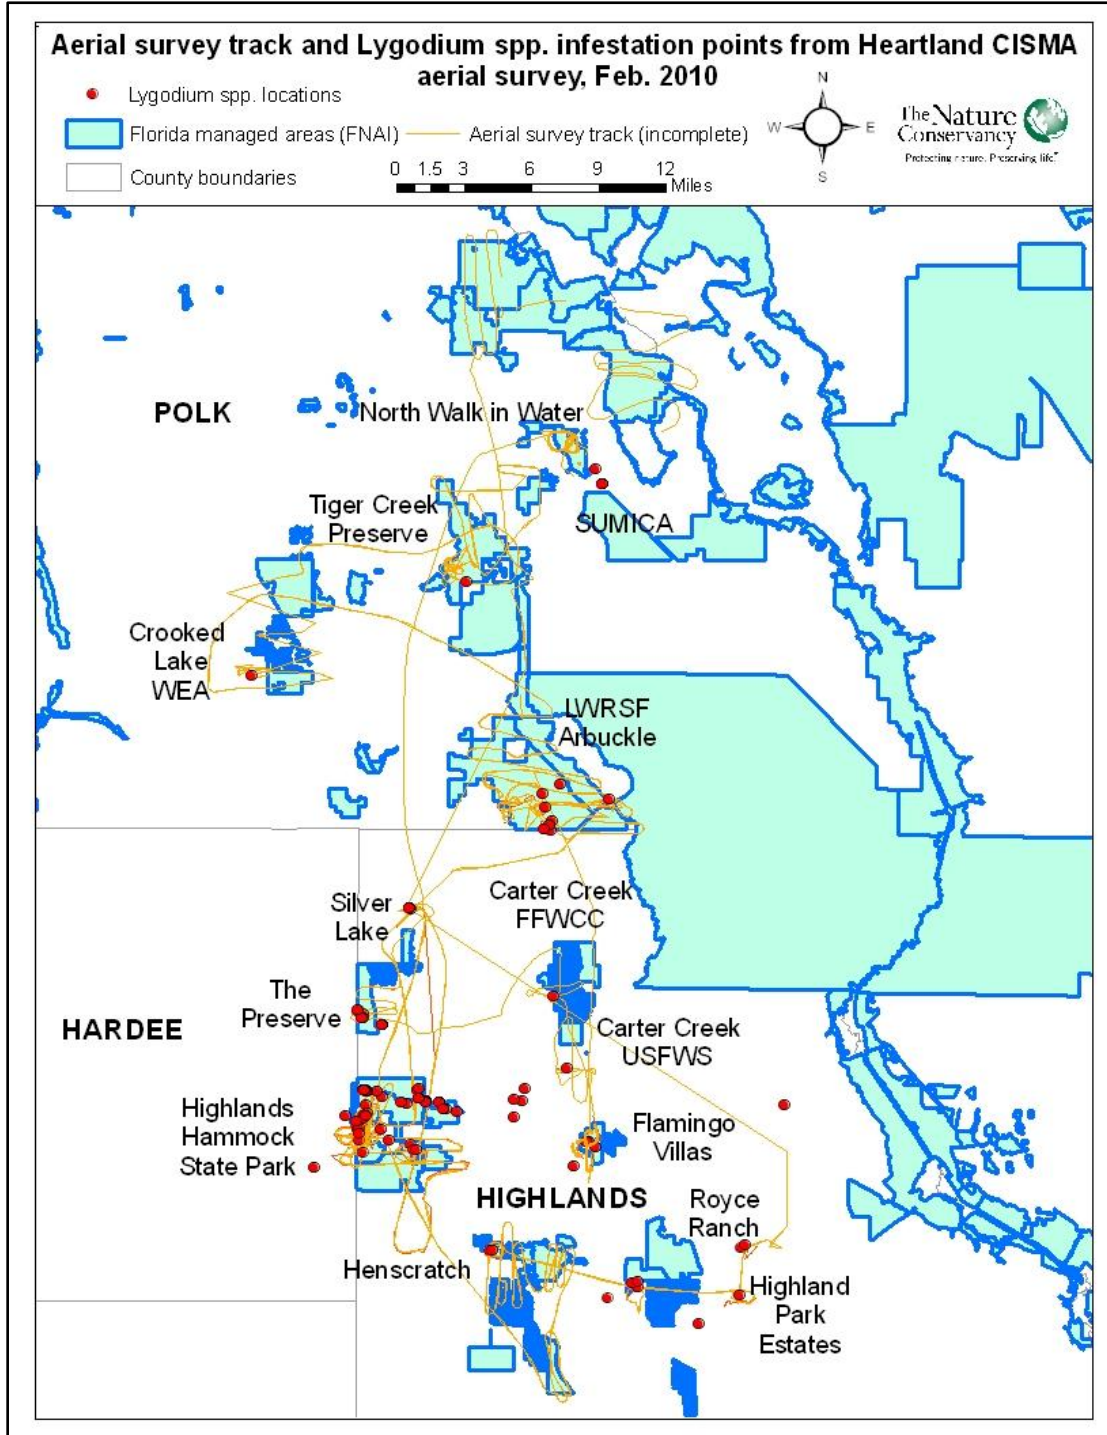 Aerial survey track and Lygodium spp. infestation points from Heartland CISMA
aerial survey, Feb. 2010
Lygodium spp. locations
Florida managed areas (FNAI)
Aerial survey track (incomplete)
County boundaries
0 1.5 3 6 9 12
Miles
N
W E
S
The Nature
Conservancy
Protecting nature. Preserving life.™
POLK
North Walk in Water
Tiger Creek
Preserve
SUMICA
Crooked
Lake
WEA
LWRSF
Arbuckle
Silver
Lake
Carter Creek
FFWCC
The
Preserve
HARDEE
Carter Creek
USFWS
Highlands
Hammock
State Park
Flamingo
Villas
HIGHLANDS
Royce
Ranch
Henscratch
Highland
Park
Estates